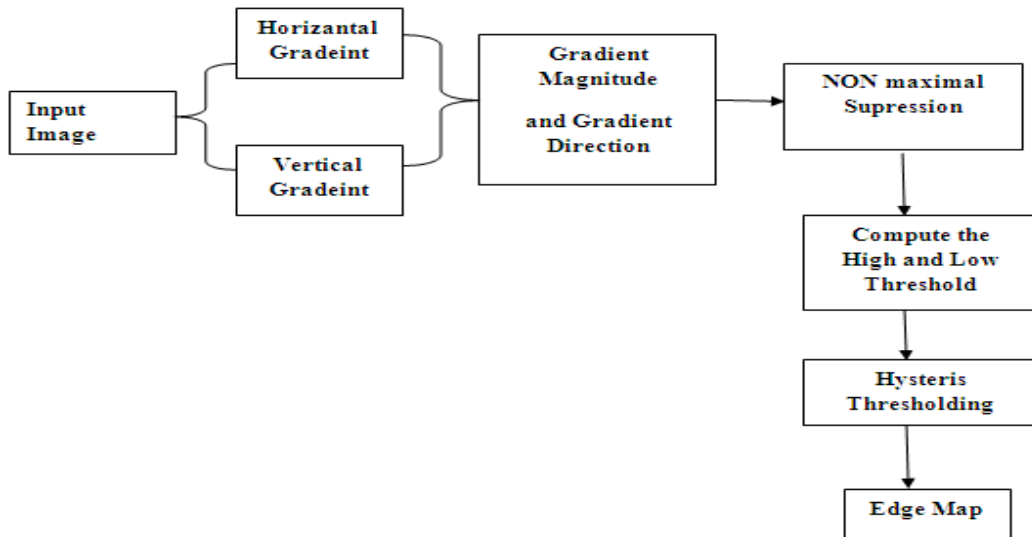 Input
Image
Horizantal
Gradeint
Vertical
Gradeint
Gradient
Magnitude
and Gradient
Direction
NON maximal
Supression
Compute the
High and Low
Threshold
Hysteris
Thresholding
Edge Map